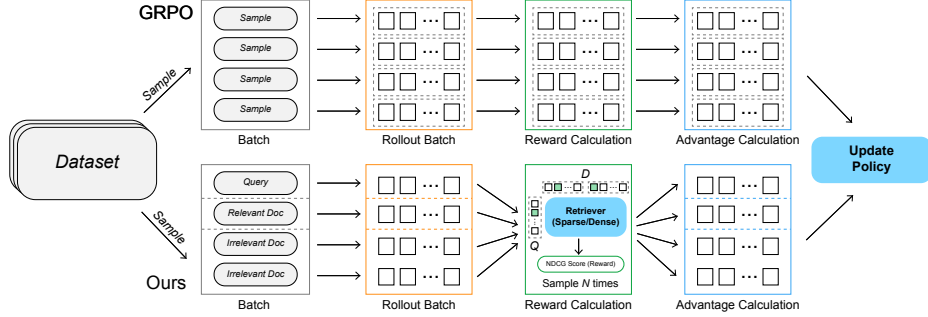 GRPO
Sample
Sample
Sample
Sample
Sample
...
...
...
...
...
...
...
...
...
...
...
...
Batch
Rollout Batch
Reward Calculation
Advantage Calculation
Dataset
Update
Policy
Sample
Ours
Query
Relevant Doc
Irrelevant Doc
Irrelevant Doc
...
...
...
...
D
...
...
Q
...
Retriever
(Sparse/Dense)
NDCG Score (Reward)
Sample N times
...
...
...
...
Batch
Rollout Batch
Reward Calculation
Advantage Calculation